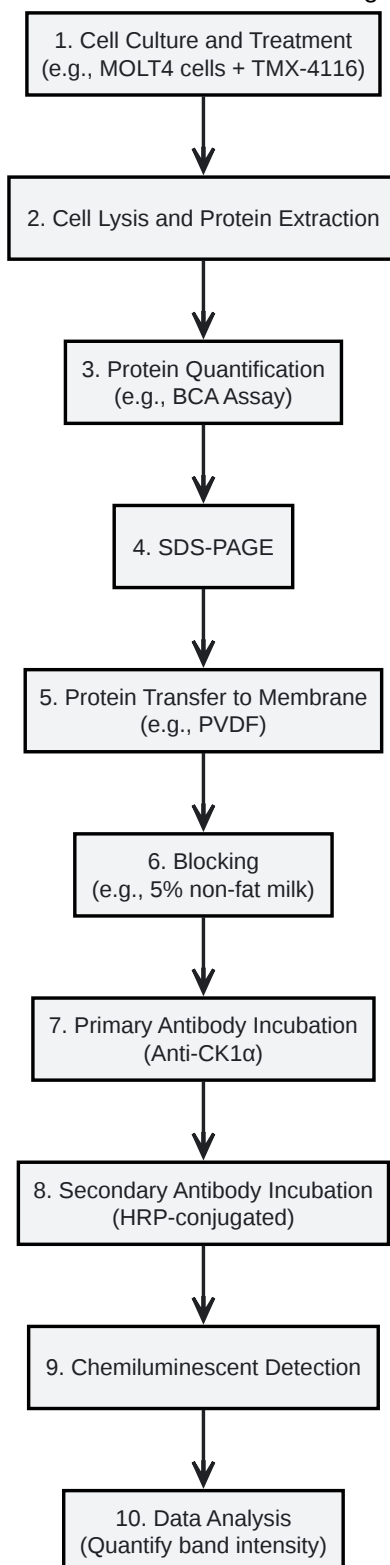 1. Cell Culture and Treatment
(e.g., MOLT4 cells + TMX-4116)
2. Cell Lysis and Protein Extraction
3. Protein Quantification
(e.g., BCA Assay)
4. SDS-PAGE
5. Protein Transfer to Membrane
(e.g., PVDF)
6. Blocking
(e.g., 5% non-fat milk)
7. Primary Antibody Incubation
(Anti-CK1α)
8. Secondary Antibody Incubation
(HRP-conjugated)
9. Chemiluminescent Detection
10. Data Analysis
(Quantify band intensity)